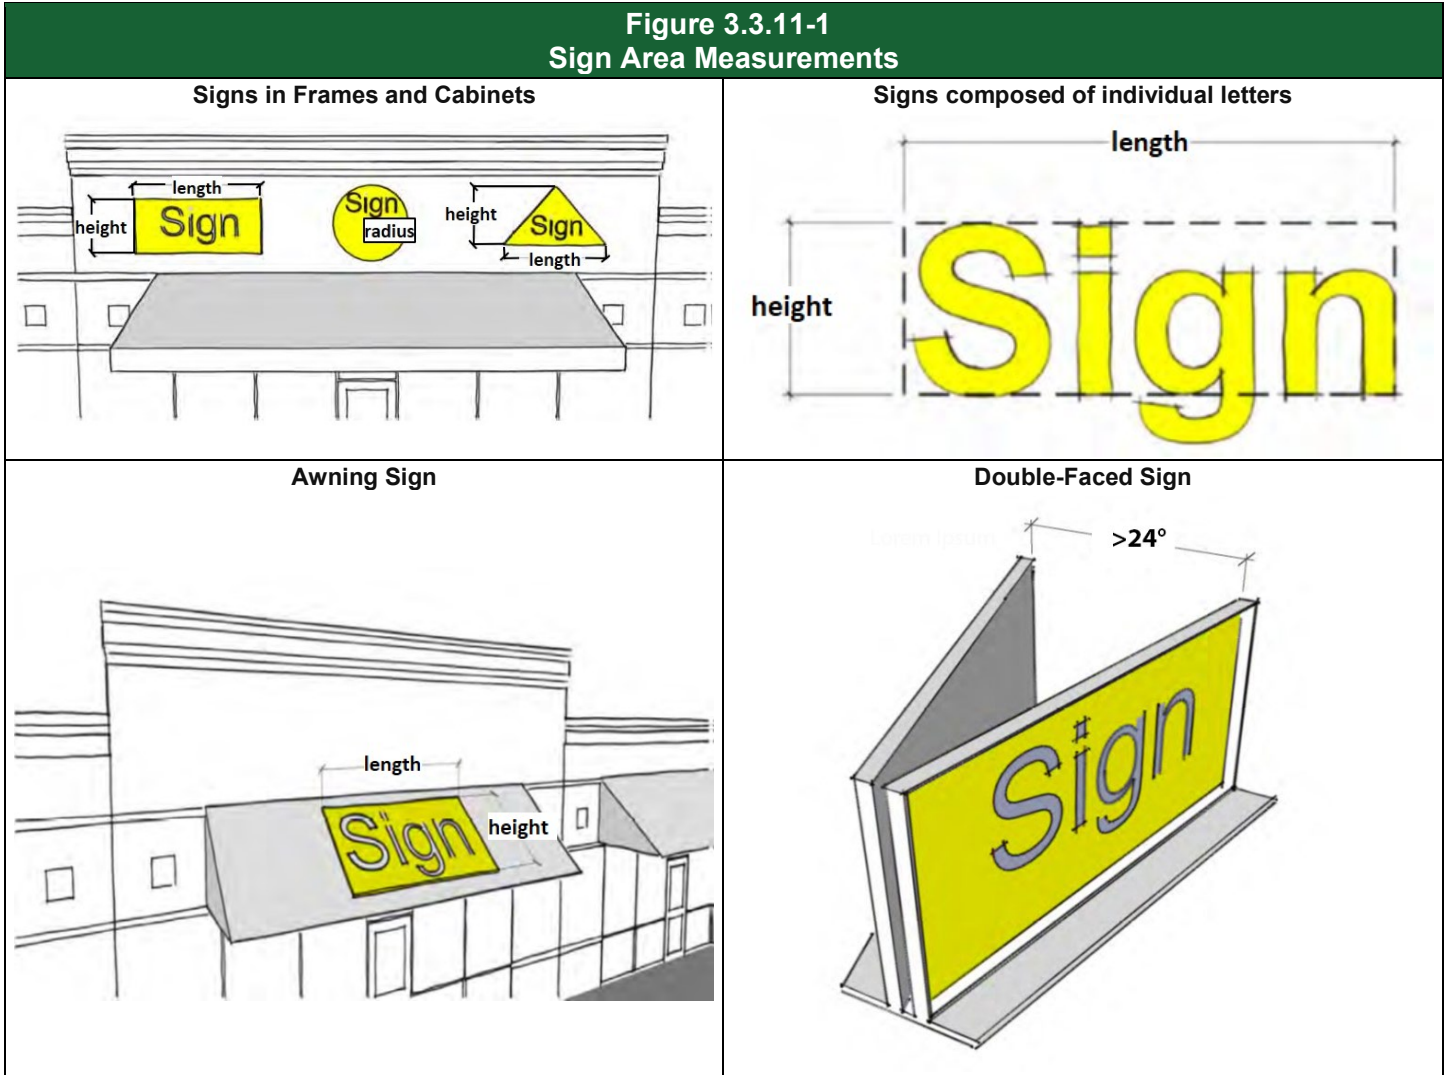 Figure 3.3.11-1
Sign Area Measurements
Signs in Frames and Cabinets
length
height
Sign
Sign
radius
height
Sign
length
Signs composed of individual letters
length
height
Sign
Awning Sign
length
Sign
height
Double-Faced Sign
Lorem ipsum
>24°
Sign